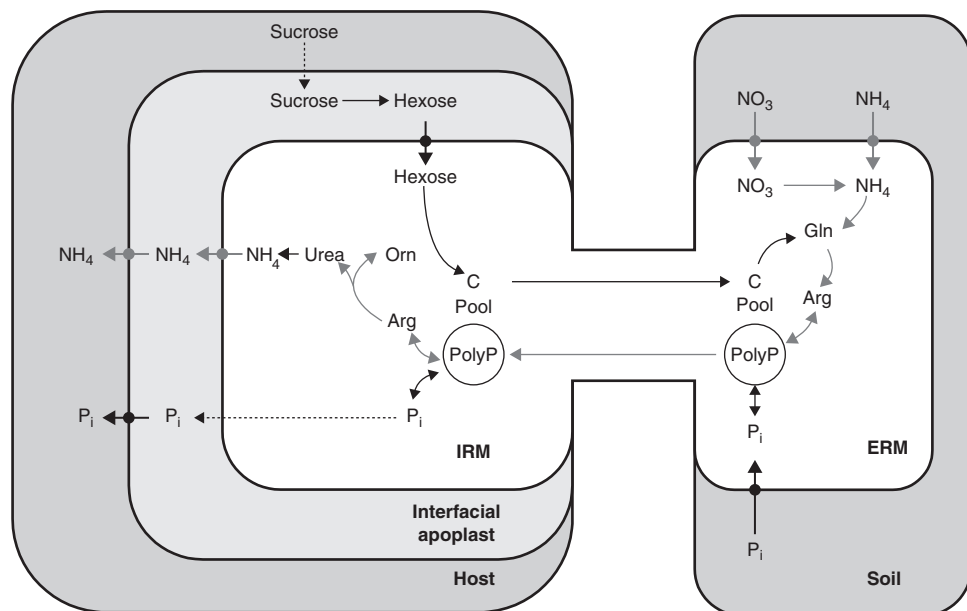 Sucrose
Sucrose Hexose
Hexose
NH₄ NH₄ NH₄ Urea Orn
C
Pool
Arg
PolyP
Pᵢ Pᵢ Pᵢ
IRM
Interfacial
apoplast
Host
NO₃ NH₄
NO₃ NH₄
Gln
C
Pool
Arg
PolyP
Pᵢ
ERM
Pᵢ
Soil